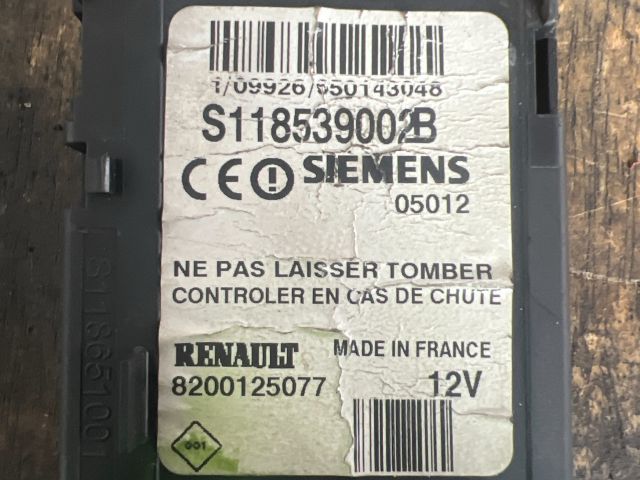 1/09926/650143048
S118539002B
CE SIEMENS
05012
NE PAS LAISSER TOMBER
CONTROLER EN CAS DE CHUTE
RENAULT MADE IN FRANCE
8200125077 12V
001
S118651001